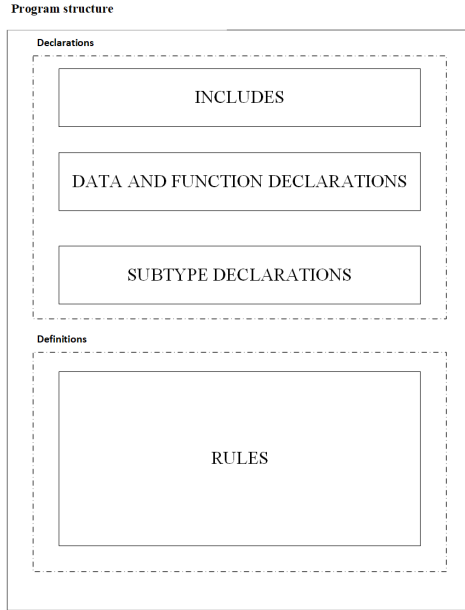 Program structure
Declarations
INCLUDES
DATA AND FUNCTION DECLARATIONS
SUBTYPE DECLARATIONS
Definitions
RULES